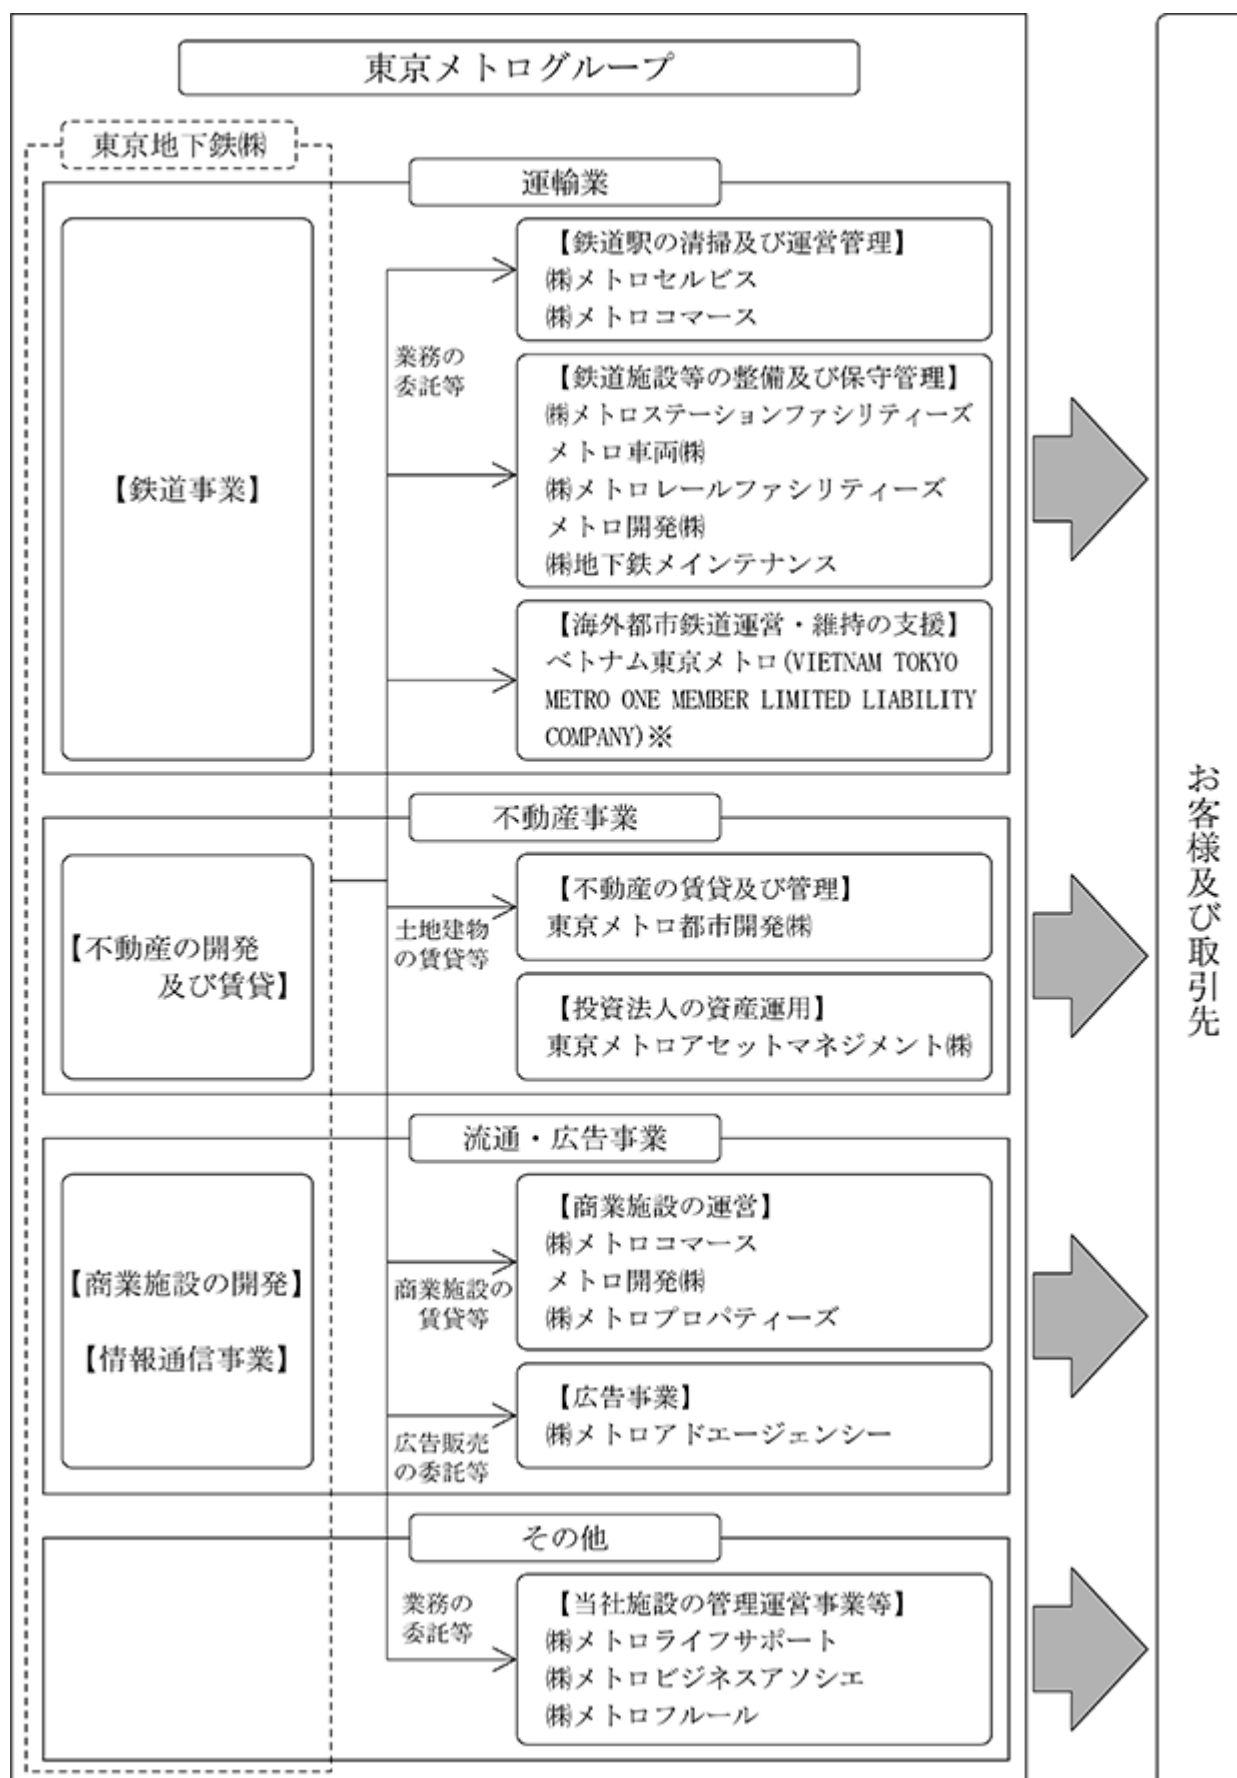 東京メトログループ
東京地下鉄㈱
運輸業
【鉄道事業】
業務の
委託等
【鉄道駅の清掃及び運営管理】
㈱メトロセルビス
㈱メトロコマース
【鉄道施設等の整備及び保守管理】
㈱メトロステーションファシリティーズ
メトロ車両㈱
㈱メトロレールファシリティーズ
メトロ開発㈱
㈱地下鉄メインテナンス
【海外都市鉄道運営・維持の支援】
ベトナム東京メトロ(VIETNAM TOKYO
METRO ONE MEMBER LIMITED LIABILITY
COMPANY)※
不動産事業
【不動産の開発
及び賃貸】
土地建物
の賃貸等
【不動産の賃貸及び管理】
東京メトロ都市開発㈱
【投資法人の資産運用】
東京メトロアセットマネジメント㈱
流通・広告事業
【商業施設の開発】
【情報通信事業】
商業施設の
賃貸等
【商業施設の運営】
㈱メトロコマース
メトロ開発㈱
㈱メトロプロパティーズ
広告販売
の委託等
【広告事業】
㈱メトロアドエージェンシー
その他
業務の
委託等
【当社施設の管理運営事業等】
㈱メトロライフサポート
㈱メトロビジネスアソシエ
㈱メトロフルール
お客様及び取引先